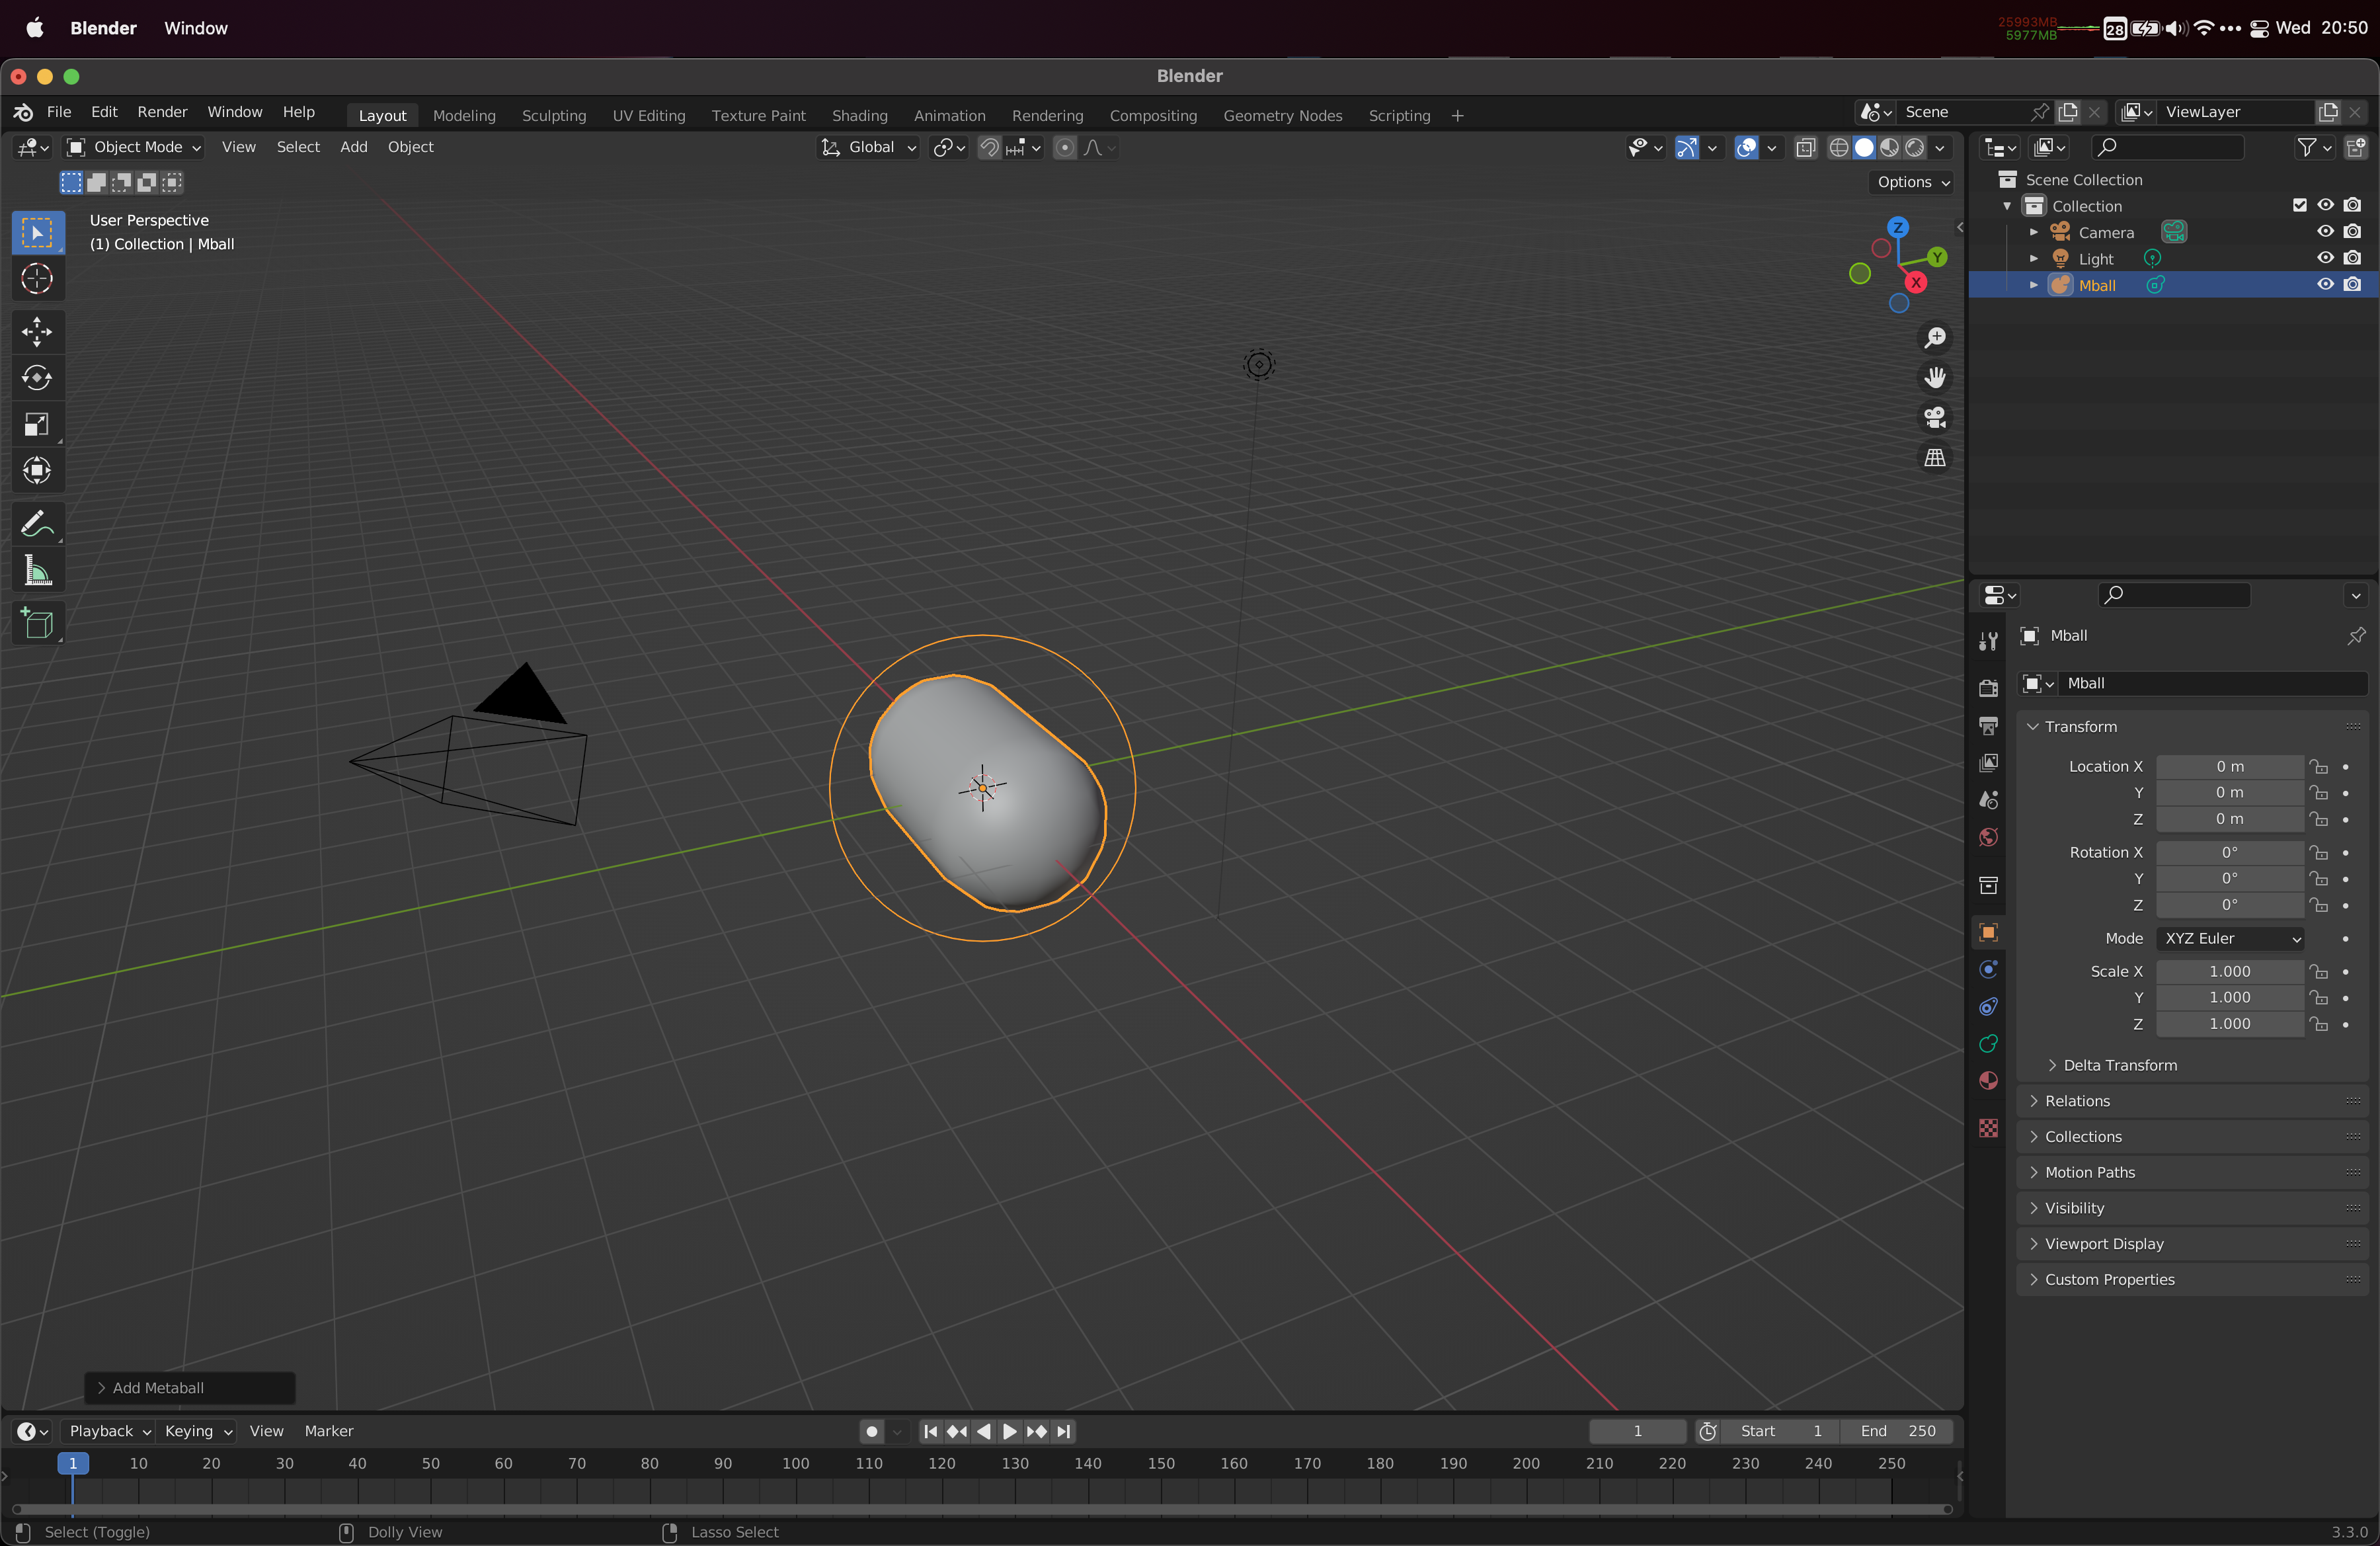 Blender Window 25993MB 5977MB 28 Wed 20:50
Blender
File Edit Render Window Help Layout Modeling Sculpting UV Editing Texture Paint Shading Animation Rendering Compositing Geometry Nodes Scripting + Scene ViewLayer
Object Mode View Select Add Object Global
Options
User Perspective
(1) Collection | Mball
Z
Y
X
Scene Collection
Collection
Camera
Light
Mball
Mball
Mball
Transform
Location X 0 m
Y 0 m
Z 0 m
Rotation X 0°
Y 0°
Z 0°
Mode XYZ Euler
Scale X 1.000
Y 1.000
Z 1.000
Delta Transform
Relations
Collections
Motion Paths
Visibility
Viewport Display
Custom Properties
Add Metaball
Playback Keying View Marker 1 Start 1 End 250
1 10 20 30 40 50 60 70 80 90 100 110 120 130 140 150 160 170 180 190 200 210 220 230 240 250
Select (Toggle) Dolly View Lasso Select 3.3.0